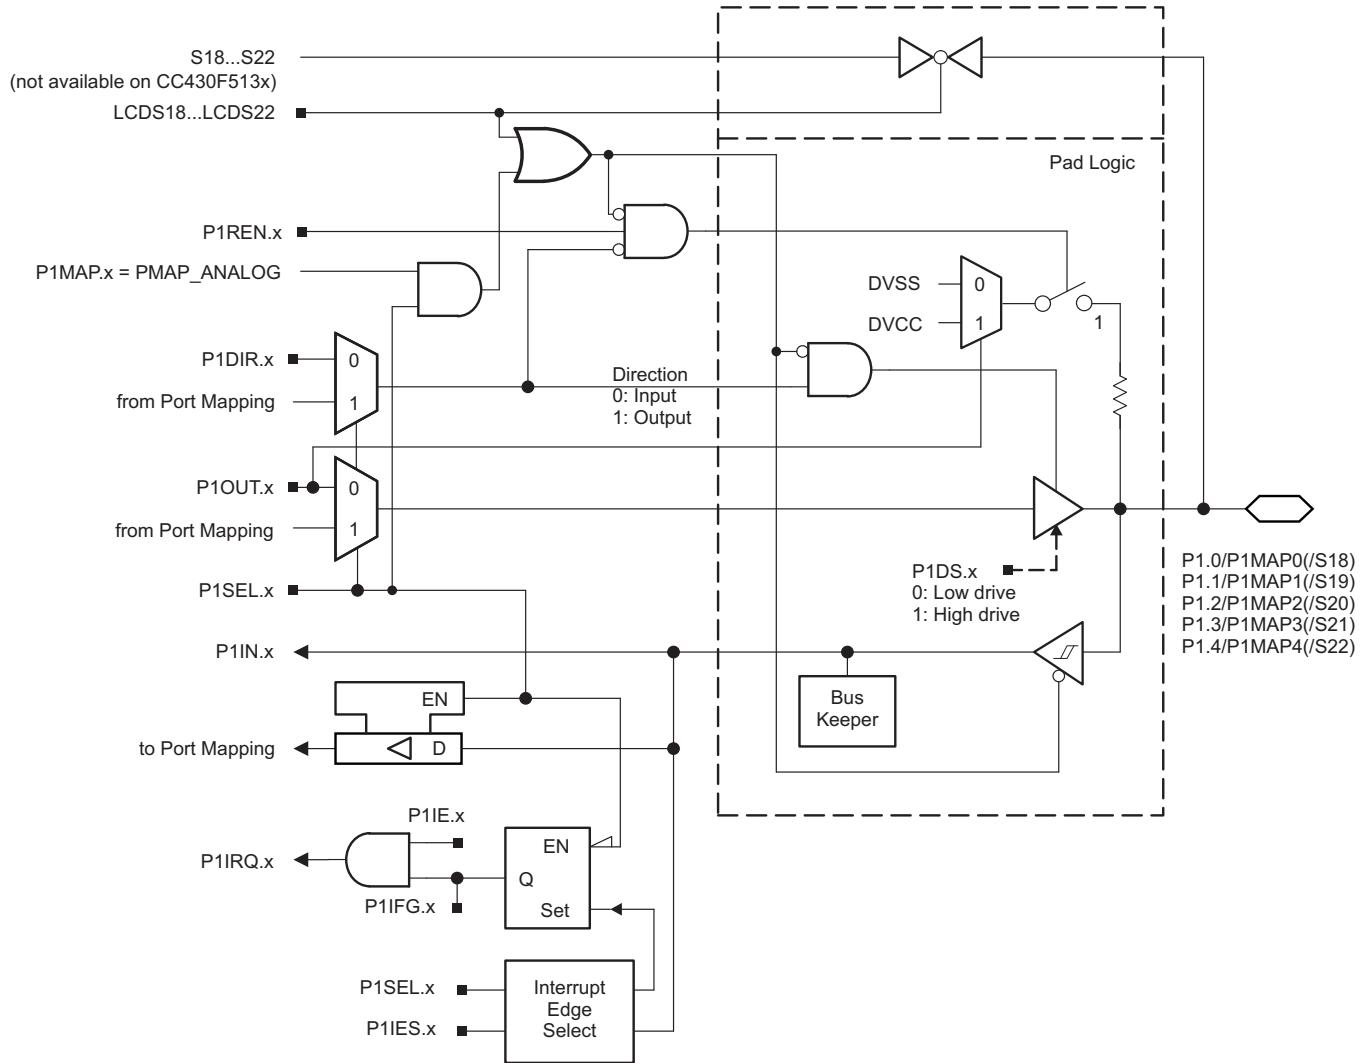 S18...S22
(not available on CC430F513x)
LCDS18...LCDS22
Pad Logic
P1REN.x
P1MAP.x = PMAP_ANALOG
DVSS
0
DVCC
1
1
P1DIR.x
0
from Port Mapping
1
Direction
0: Input
1: Output
P1OUT.x
0
from Port Mapping
1
P1SEL.x
P1DS.x
0: Low drive
1: High drive
P1.0/P1MAP0(/S18)
P1.1/P1MAP1(/S19)
P1.2/P1MAP2(/S20)
P1.3/P1MAP3(/S21)
P1.4/P1MAP4(/S22)
P1IN.x
Bus
Keeper
EN
to Port Mapping
D
P1IE.x
P1IRQ.x
EN
Q
P1IFG.x
Set
P1SEL.x
P1IES.x
Interrupt
Edge
Select